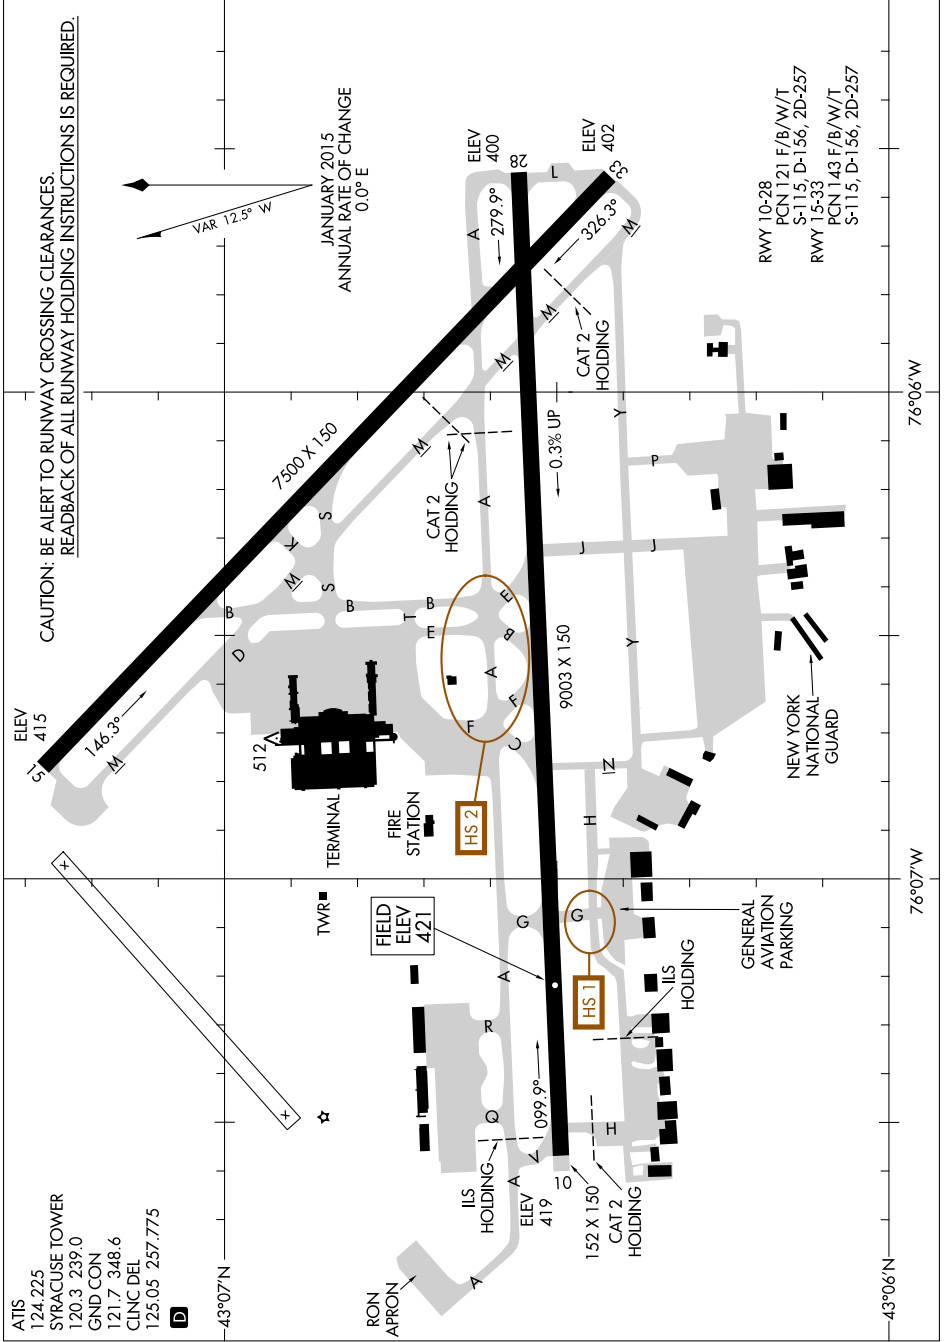 CAUTION: BE ALERT TO RUNWAY CROSSING CLEARANCES.
READBACK OF ALL RUNWAY HOLDING INSTRUCTIONS IS REQUIRED.
ATIS
124.225
SYRACUSE TOWER
120.3 239.0
GND CON
121.7 348.6
CLNC DEL
125.05 257.775
D
VAR 12.5° W
JANUARY 2015
ANNUAL RATE OF CHANGE
0.0° E
43°07'N
43°06'N
76°07'W
76°06'W
ELEV
415
15
146.3°
M
D
B
M
K
S
S
B
7500 X 150
512
TERMINAL
FIRE
STATION
TWR
FIELD
ELEV
421
T
B
E
E
B
A
F
F
C
HS 2
CAT 2
HOLDING
M
A
M
M
A
279.9°
ELEV
400
28
L
ELEV
402
33
326.3°
M
CAT 2
HOLDING
0.3% UP
9003 X 150
RON
APRON
A
A
V
ILS
HOLDING
Q
R
A
G
ELEV
419
10
099.9°
152 X 150
CAT 2
HOLDING
H
HS 1
G
H
N
ILS
HOLDING
GENERAL
AVIATION
PARKING
J
J
Y
Y
P
NEW YORK
NATIONAL
GUARD
RWY 10-28
PCN 121 F/B/W/T
S-115, D-156, 2D-257
RWY 15-33
PCN 143 F/B/W/T
S-115, D-156, 2D-257